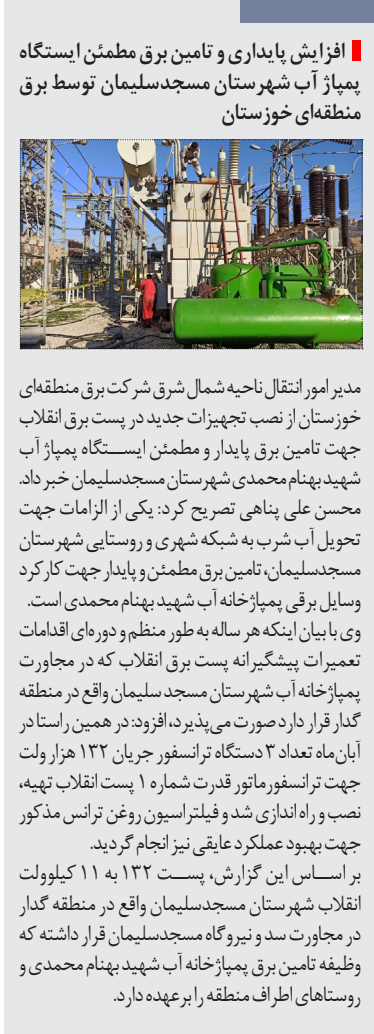 افزایش پایداری و تامین برق مطمئن ایستگاه
پمپاژ آب شهرستان مسجدسلیمان توسط برق
منطقه‌ای خوزستان
مدیر امور انتقال ناحیه شمال شرق شرکت برق منطقه‌ای
خوزستان از نصب تجهیزات جدید در پست برق انقلاب
جهت تامین برق پایدار و مطمئن ایستگاه پمپاژ آب
شهید بهنام محمدی شهرستان مسجدسلیمان خبر داد.
محسن علی پناهی تصریح کرد: یکی از الزامات جهت
تحویل آب شرب به شبکه شهری و روستایی شهرستان
مسجدسلیمان، تامین برق مطمئن و پایدار جهت کارکرد
وسایل برقی پمپاژخانه آب شهید بهنام محمدی است.
وی با بیان اینکه هر ساله به طور منظم و دوره‌ای اقدامات
تعمیرات پیشگیرانه پست برق انقلاب که در مجاورت
پمپاژخانه آب شهرستان مسجد سلیمان واقع در منطقه
گدار قرار دارد صورت می‌پذیرد، افزود: در همین راستا در
آبان‌ماه تعداد ۳ دستگاه ترانسفور جریان ۱۳۲ هزار ولت
جهت ترانسفورماتور قدرت شماره ۱ پست انقلاب تهیه،
نصب و راه اندازی شد و فیلتراسیون روغن ترانس مذکور
جهت بهبود عملکرد عایقی نیز انجام گردید.
بر اساس این گزارش، پست ۱۳۲ به ۱۱ کیلوولت
انقلاب شهرستان مسجدسلیمان واقع در منطقه گدار
در مجاورت سد و نیروگاه مسجدسلیمان قرار داشته که
وظیفه تامین برق پمپاژخانه آب شهید بهنام محمدی و
روستاهای اطراف منطقه را برعهده دارد.